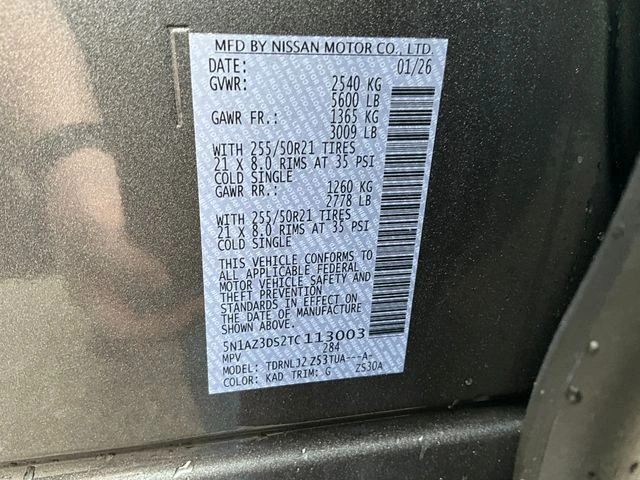 MFD BY NISSAN MOTOR CO., LTD.
DATE: 01/26
GVWR: 2540 KG
5600 LB
GAWR FR.: 1365 KG
3009 LB
WITH 255/50R21 TIRES
21 X 8.0 RIMS AT 35 PSI
COLD SINGLE
GAWR RR.: 1260 KG
2778 LB
WITH 255/50R21 TIRES
21 X 8.0 RIMS AT 35 PSI
COLD SINGLE
THIS VEHICLE CONFORMS TO
ALL APPLICABLE FEDERAL
MOTOR VEHICLE SAFETY AND
THEFT PREVENTION
STANDARDS IN EFFECT ON
THE DATE OF MANUFACTURE
SHOWN ABOVE.
5N1AZ3DS2TC113003
MPV 284
MODEL: TDRNLJ2 Z53TUA---A-
COLOR: KAD TRIM: G ZS30A